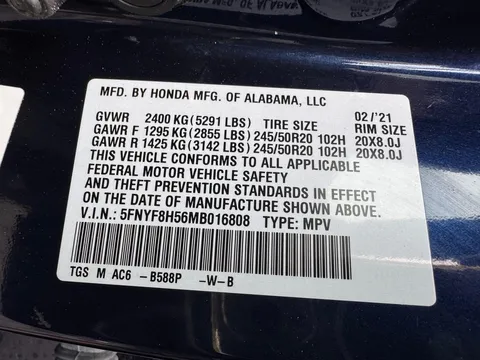 MFD. BY HONDA MFG. OF ALABAMA, LLC
GVWR 2400 KG(5291 LBS) TIRE SIZE 02/'21 RIM SIZE
GAWR F 1295 KG(2855 LBS) 245/50R20 102H 20X8.0J
GAWR R 1425 KG(3142 LBS) 245/50R20 102H 20X8.0J
THIS VEHICLE CONFORMS TO ALL APPLICABLE
FEDERAL MOTOR VEHICLE SAFETY
AND THEFT PREVENTION STANDARDS IN EFFECT
ON THE DATE OF MANUFACTURE SHOWN ABOVE.
V.I.N.: 5FNYF8H56MB016808 TYPE: MPV
TGS M AC6 -B588P -W-B